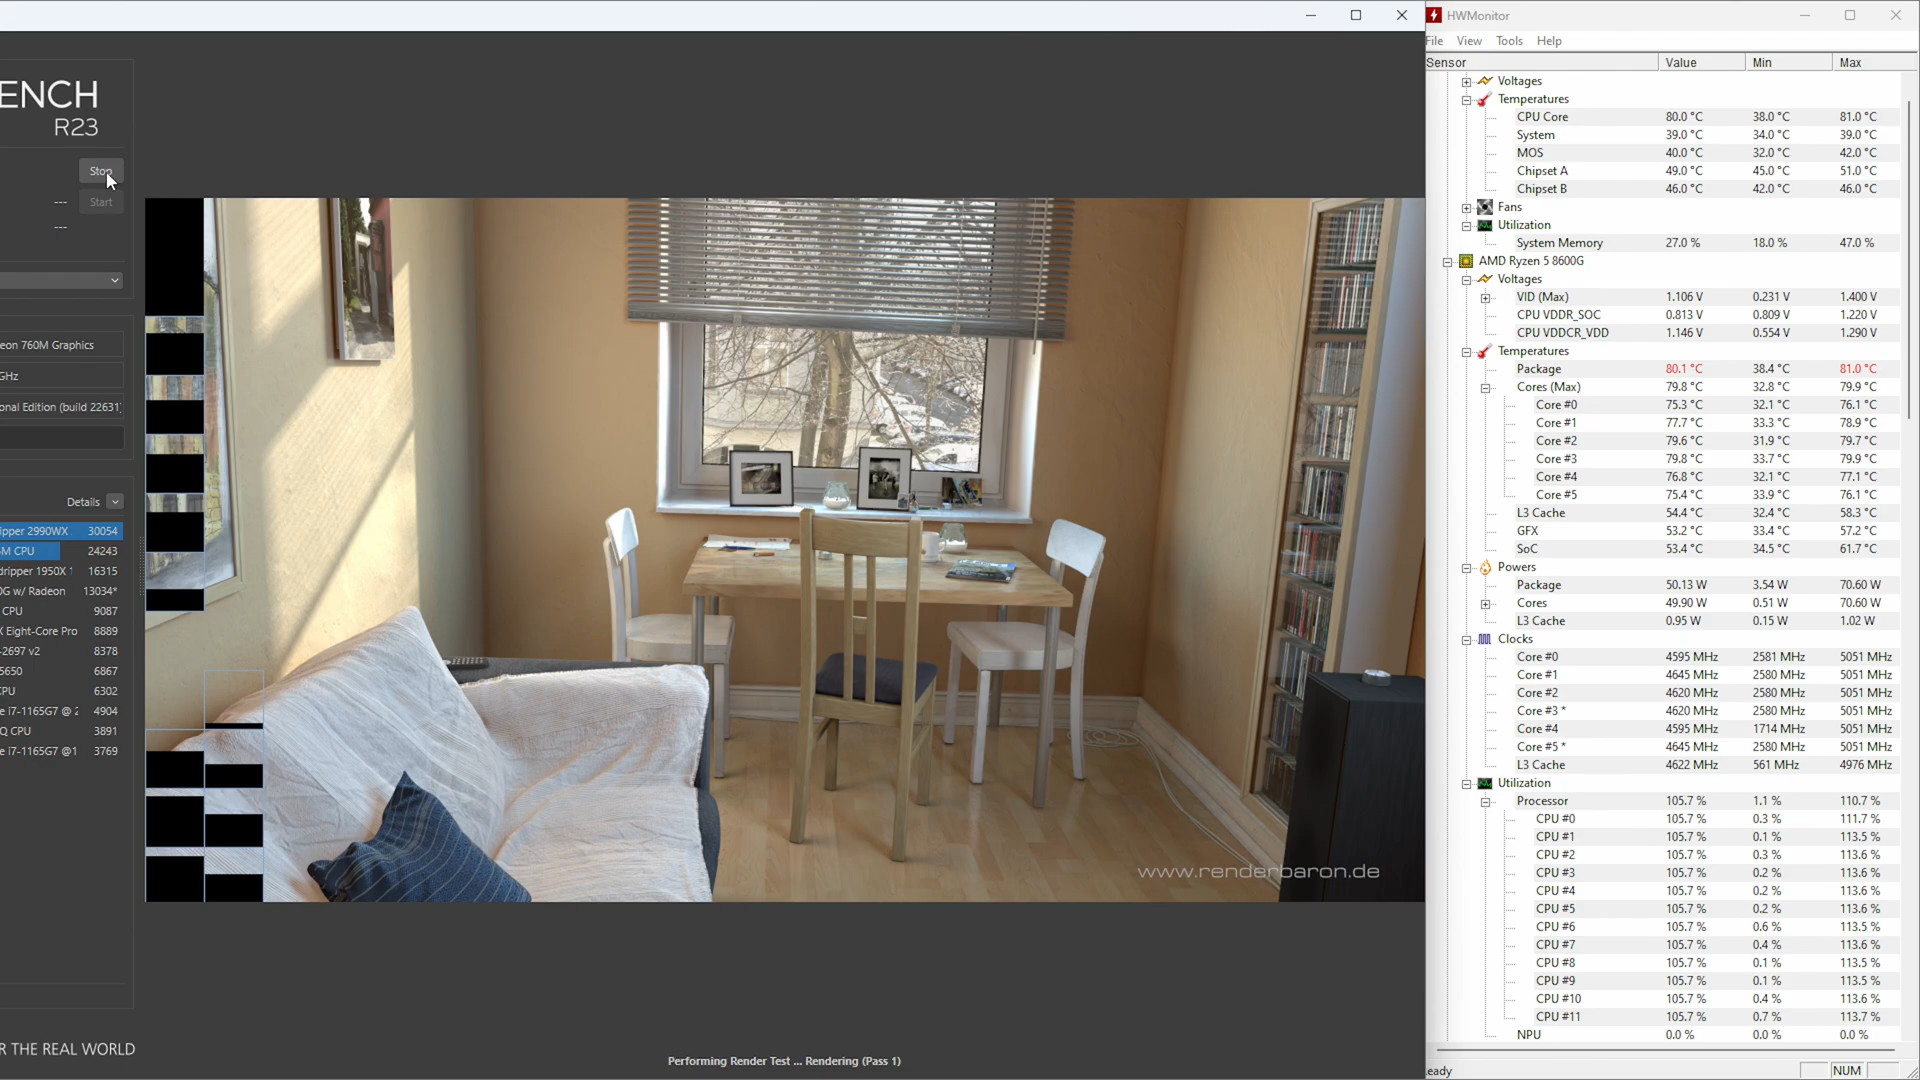 ENCH
R23
Stop
---
Start
---
eon 760M Graphics
GHz
onal Edition (build 22631)
Details
ipper 2990WX 30054
5M CPU 24243
dripper 1950X 1 16315
0G w/ Radeon 13034*
CPU 9087
X Eight-Core Pro 8889
-2697 v2 8378
5650 6867
CPU 6302
e i7-1165G7 @ 2 4904
Q CPU 3891
e i7-1165G7 @1 3769
R THE REAL WORLD
www.renderbaron.de
Performing Render Test ... Rendering (Pass 1)
HWMonitor
File View Tools Help
Sensor Value Min Max
Voltages
Temperatures
CPU Core 80.0 °C 38.0 °C 81.0 °C
System 39.0 °C 34.0 °C 39.0 °C
MOS 40.0 °C 32.0 °C 42.0 °C
Chipset A 49.0 °C 45.0 °C 51.0 °C
Chipset B 46.0 °C 42.0 °C 46.0 °C
Fans
Utilization
System Memory 27.0 % 18.0 % 47.0 %
AMD Ryzen 5 8600G
Voltages
VID (Max) 1.106 V 0.231 V 1.400 V
CPU VDDR_SOC 0.813 V 0.809 V 1.220 V
CPU VDDCR_VDD 1.146 V 0.554 V 1.290 V
Temperatures
Package 80.1 °C 38.4 °C 81.0 °C
Cores (Max) 79.8 °C 32.8 °C 79.9 °C
Core #0 75.3 °C 32.1 °C 76.1 °C
Core #1 77.7 °C 33.3 °C 78.9 °C
Core #2 79.6 °C 31.9 °C 79.7 °C
Core #3 79.8 °C 33.7 °C 79.9 °C
Core #4 76.8 °C 32.1 °C 77.1 °C
Core #5 75.4 °C 33.9 °C 76.1 °C
L3 Cache 54.4 °C 32.4 °C 58.3 °C
GFX 53.2 °C 33.4 °C 57.2 °C
SoC 53.4 °C 34.5 °C 61.7 °C
Powers
Package 50.13 W 3.54 W 70.60 W
Cores 49.90 W 0.51 W 70.60 W
L3 Cache 0.95 W 0.15 W 1.02 W
Clocks
Core #0 4595 MHz 2581 MHz 5051 MHz
Core #1 4645 MHz 2580 MHz 5051 MHz
Core #2 4620 MHz 2580 MHz 5051 MHz
Core #3 * 4620 MHz 2580 MHz 5051 MHz
Core #4 4595 MHz 1714 MHz 5051 MHz
Core #5 * 4645 MHz 2580 MHz 5051 MHz
L3 Cache 4622 MHz 561 MHz 4976 MHz
Utilization
Processor 105.7 % 1.1 % 110.7 %
CPU #0 105.7 % 0.3 % 111.7 %
CPU #1 105.7 % 0.1 % 113.5 %
CPU #2 105.7 % 0.3 % 113.6 %
CPU #3 105.7 % 0.2 % 113.6 %
CPU #4 105.7 % 0.2 % 113.6 %
CPU #5 105.7 % 0.2 % 113.6 %
CPU #6 105.7 % 0.6 % 113.5 %
CPU #7 105.7 % 0.4 % 113.6 %
CPU #8 105.7 % 0.1 % 113.5 %
CPU #9 105.7 % 0.1 % 113.5 %
CPU #10 105.7 % 0.4 % 113.6 %
CPU #11 105.7 % 0.7 % 113.7 %
NPU 0.0 % 0.0 % 0.0 %
eady NUM